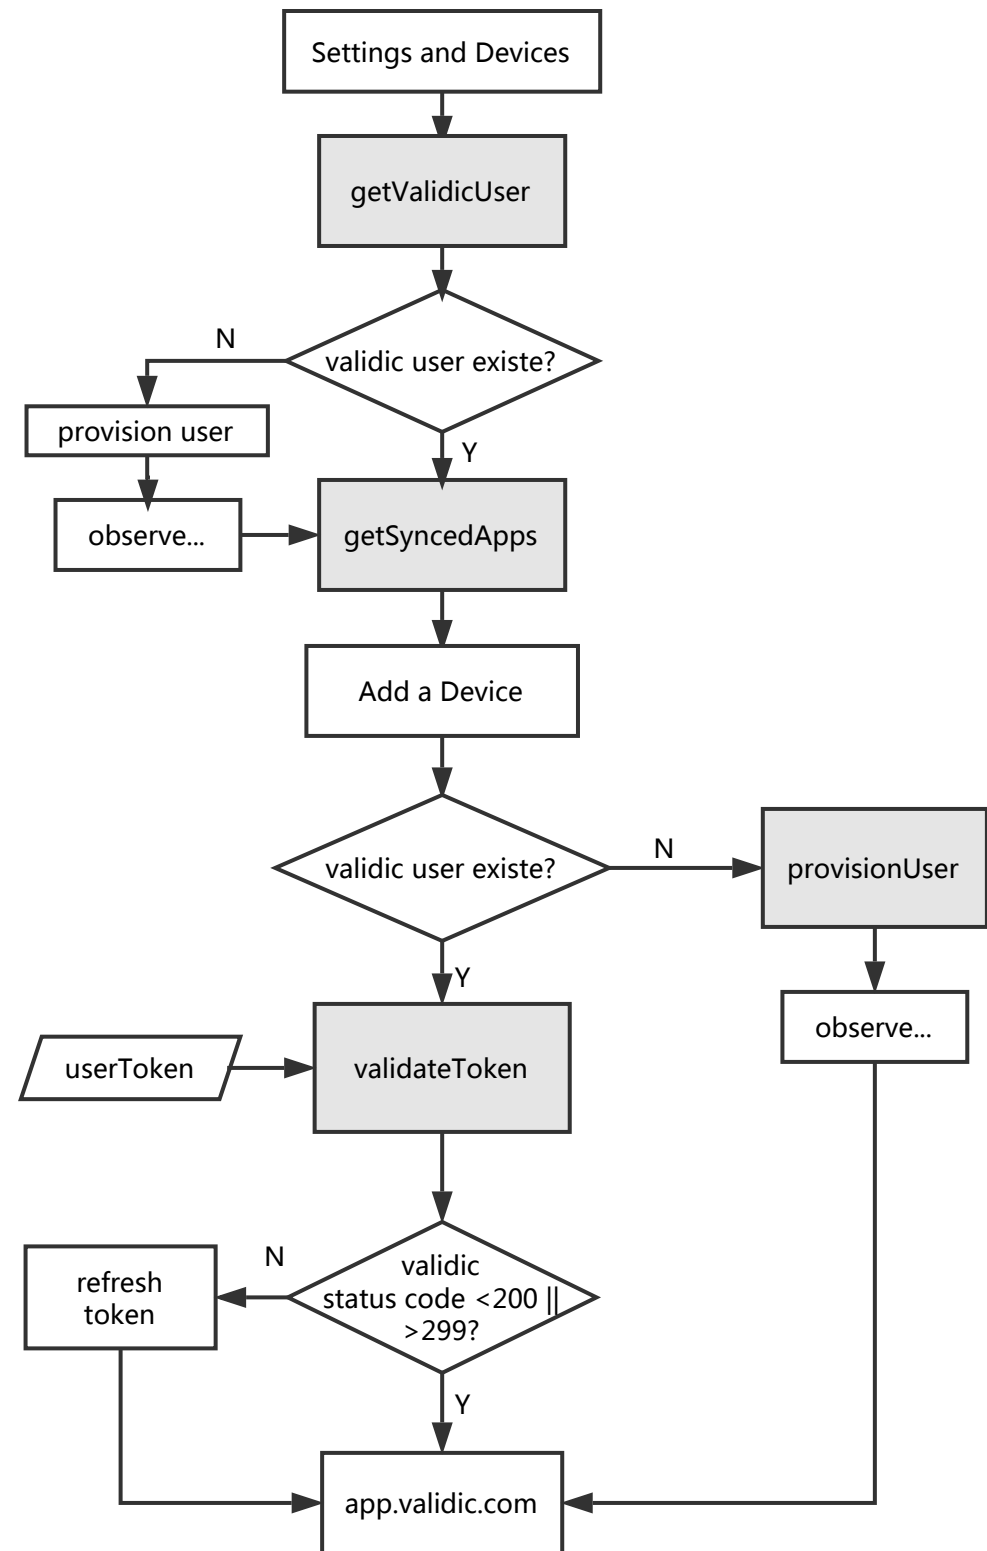 Settings and Devices
getValidicUser
N
validic user existe?
provision user
Y
observe...
getSyncedApps
Add a Device
validic user existe?
N
provisionUser
Y
observe...
userToken
validateToken
N
validic
status code <200 ||
>299?
refresh
token
Y
app.validic.com